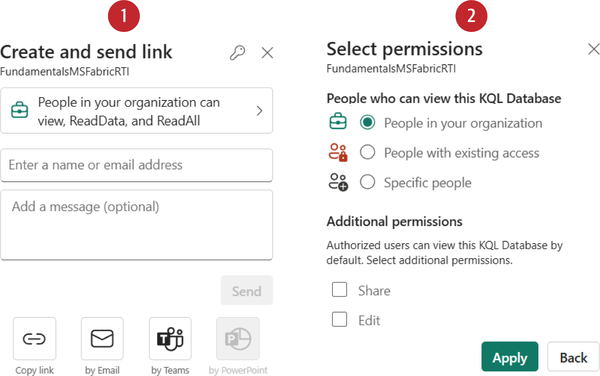 1
Create and send link
FundamentalsMSFabricRTI
People in your organization can
view, ReadData, and ReadAll
Enter a name or email address
Add a message (optional)
Send
Copy link
by Email
by Teams
by PowerPoint
2
Select permissions
FundamentalsMSFabricRTI
People who can view this KQL Database
People in your organization
People with existing access
Specific people
Additional permissions
Authorized users can view this KQL Database by
default. Select additional permissions.
Share
Edit
Apply
Back